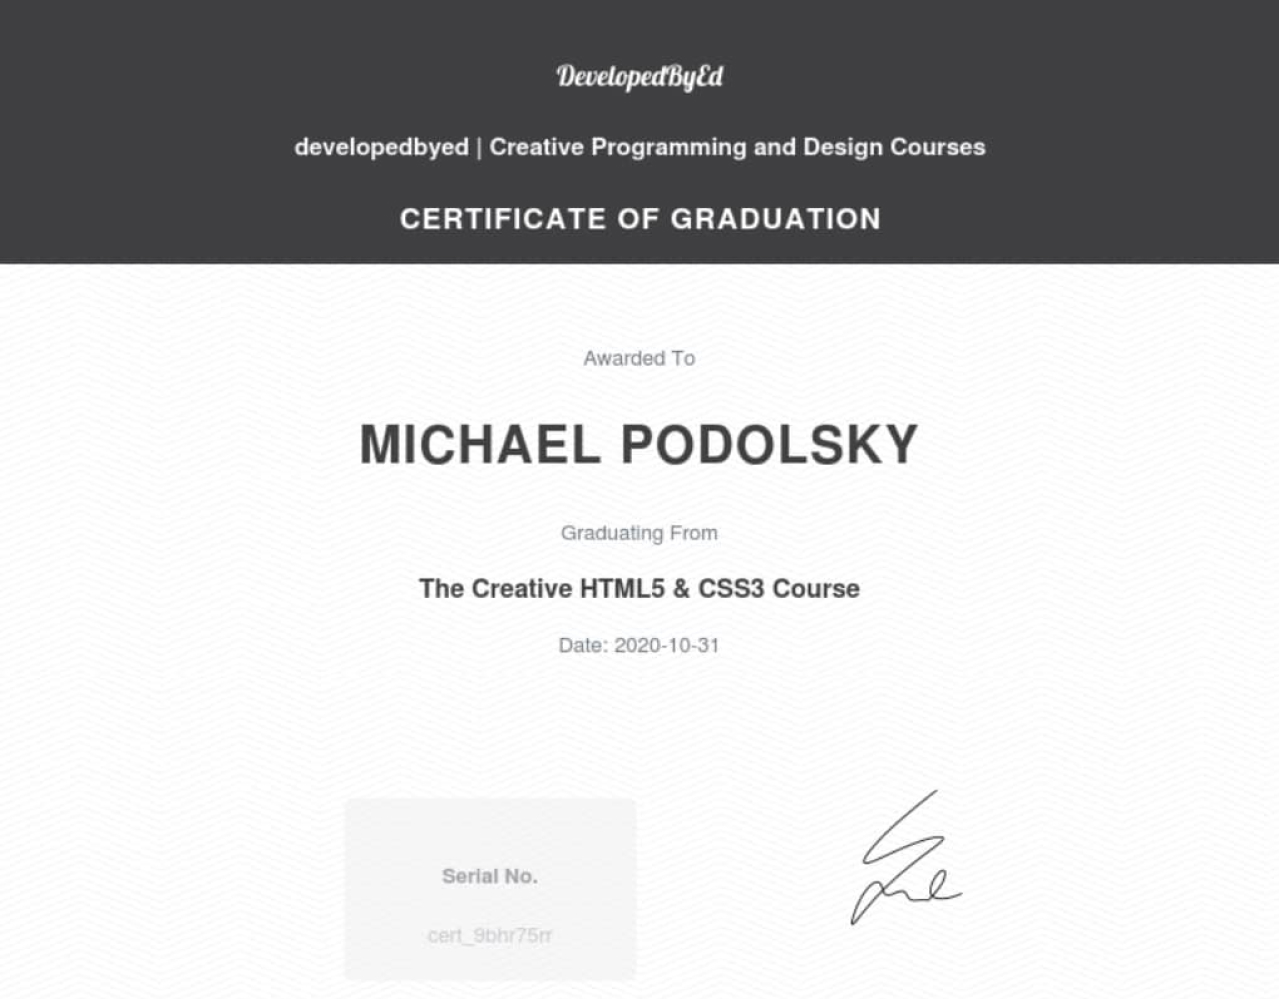 DevelopedByEd
developedbyed | Creative Programming and Design Courses
CERTIFICATE OF GRADUATION
Awarded To
MICHAEL PODOLSKY
Graduating From
The Creative HTML5 & CSS3 Course
Date: 2020-10-31
Serial No.
cert_9bhr75rr